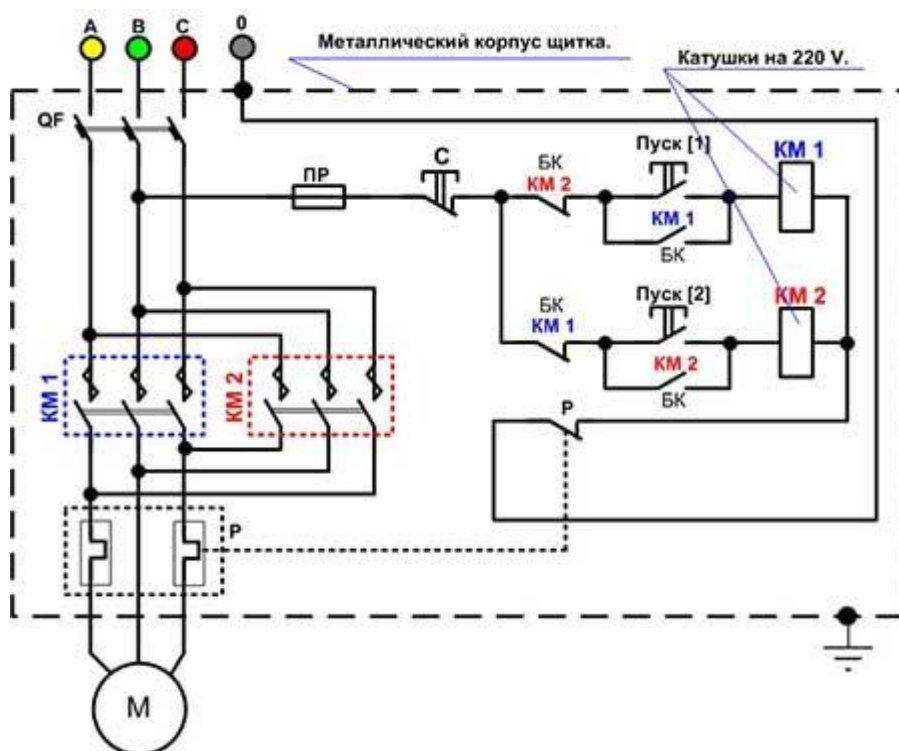 A B C 0
Металлический корпус щитка.
Катушки на 220 V.
QF
ПР
С
БК
КМ 2
Пуск [1]
КМ 1
КМ 1
БК
БК
КМ 1
Пуск [2]
КМ 2
КМ 2
БК
КМ 1
КМ 2
Р
Р
М